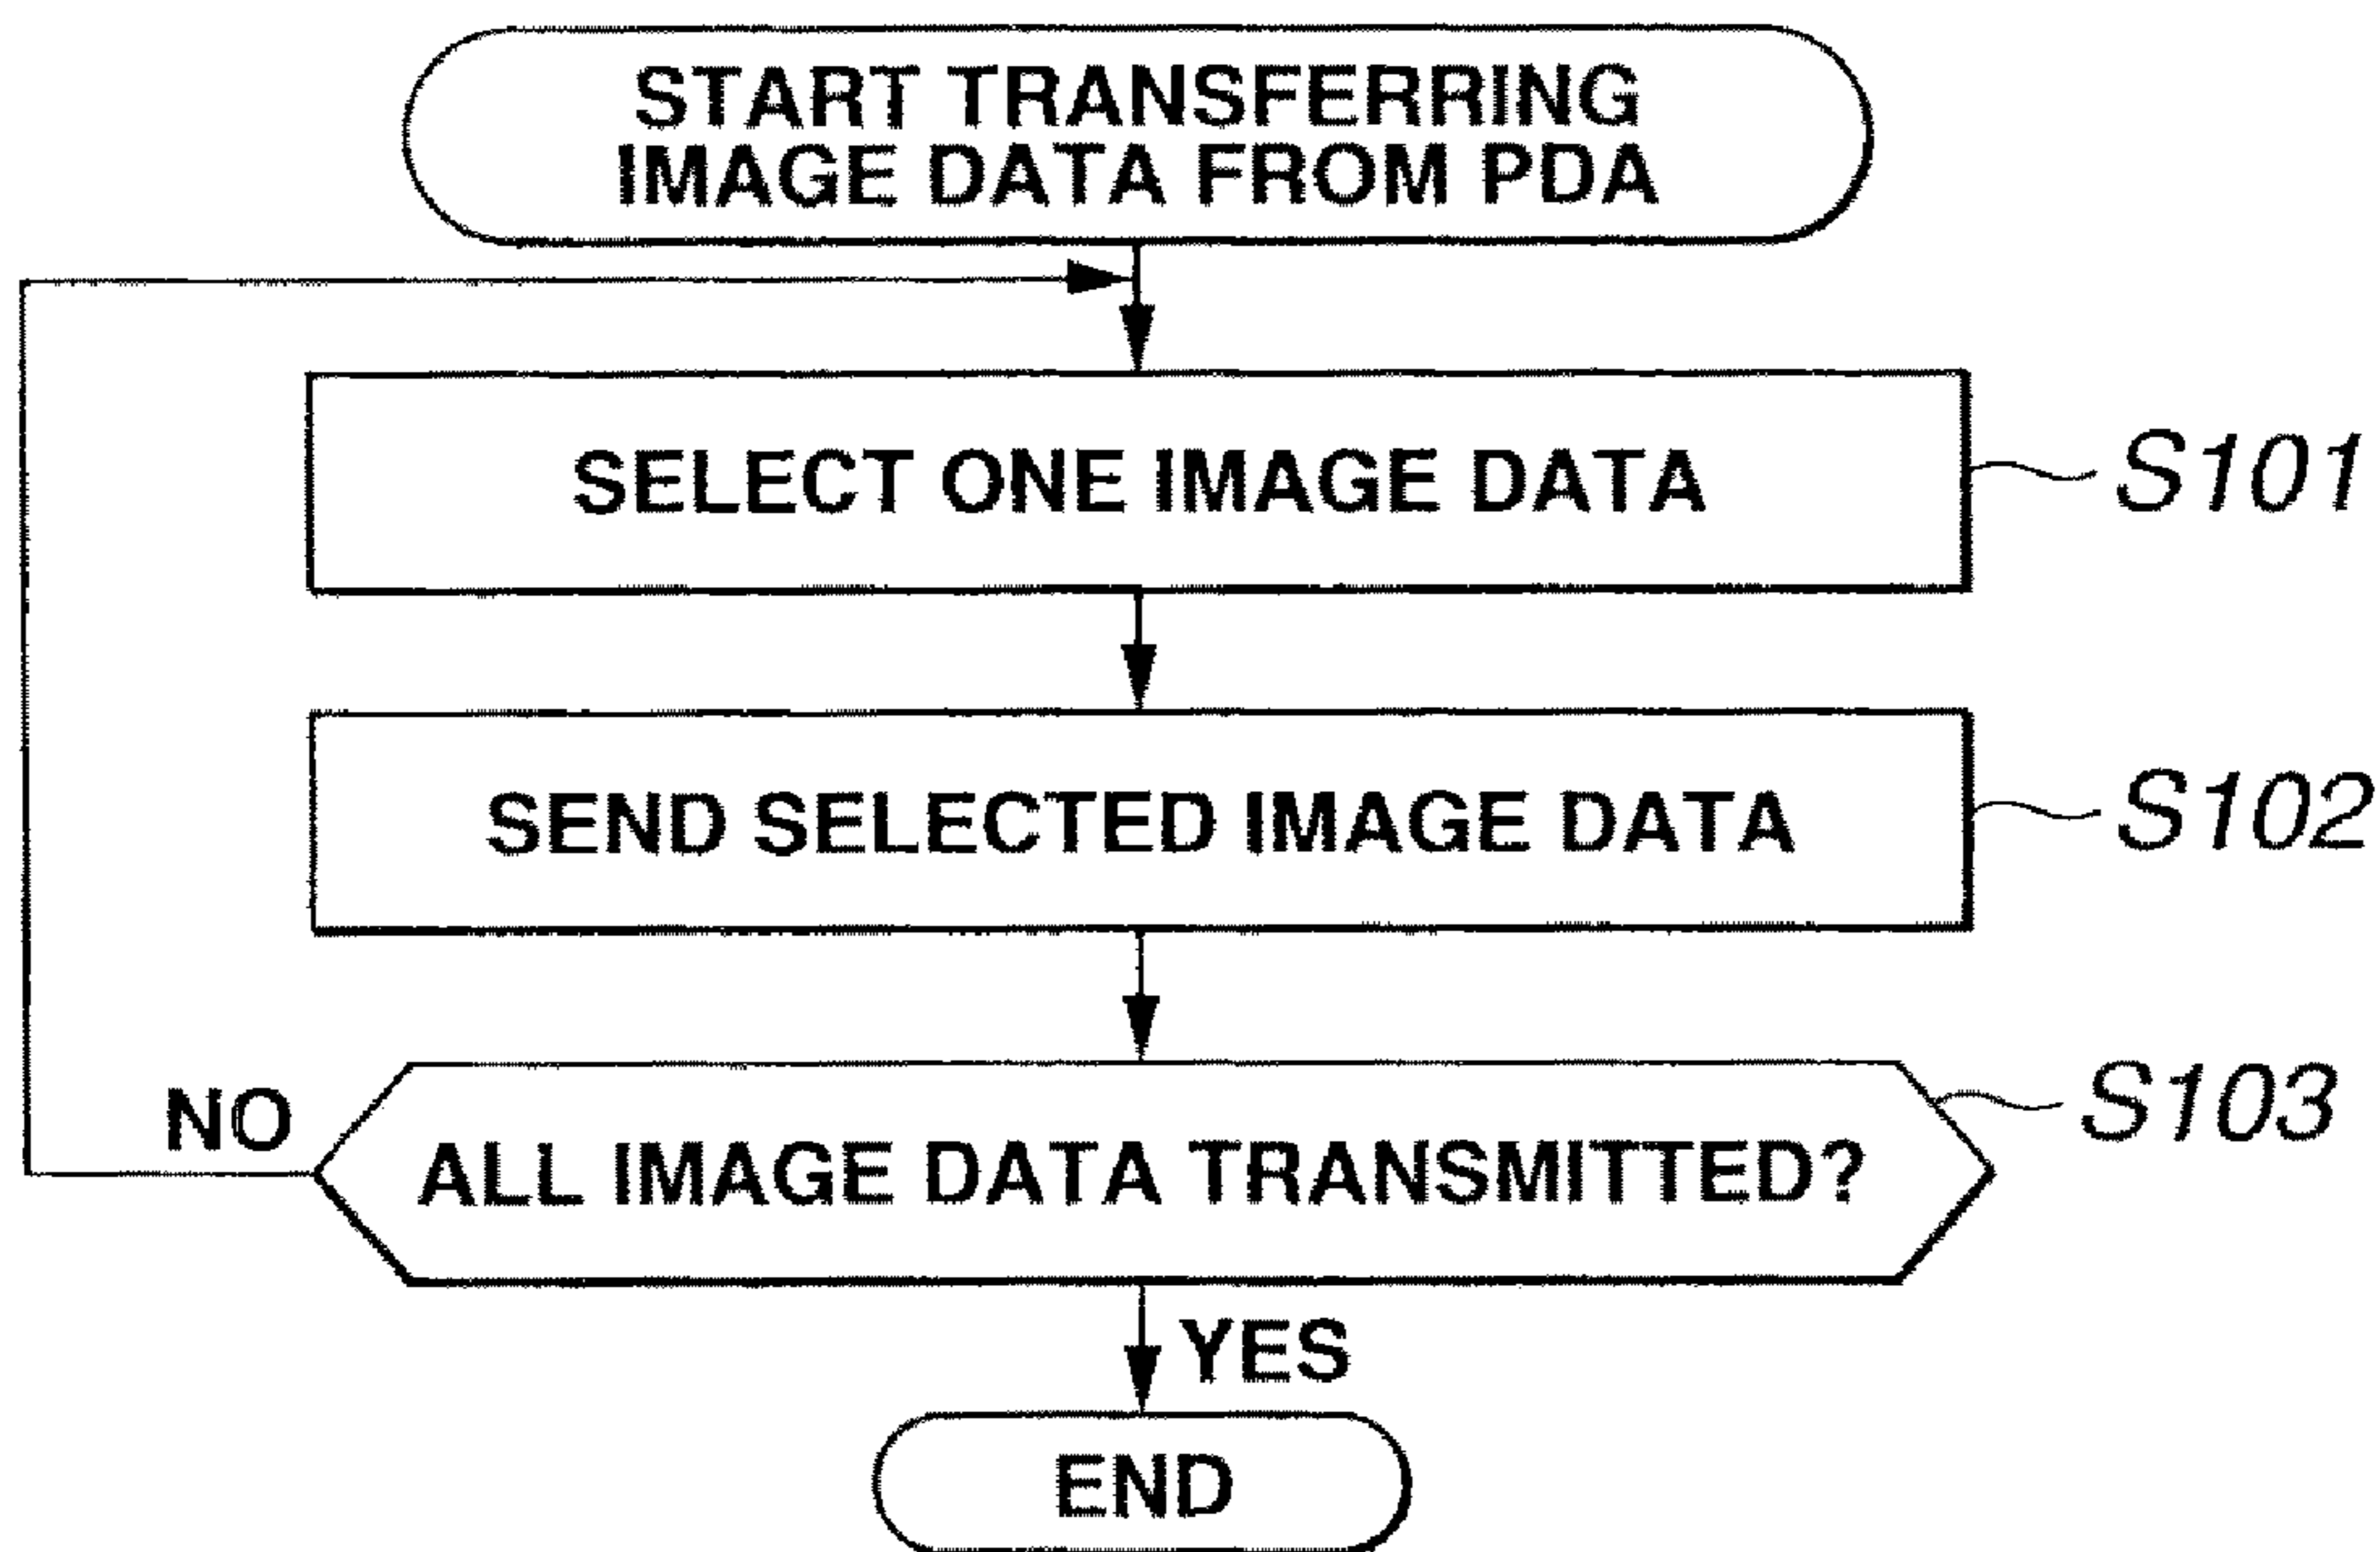 START TRANSFERRING
IMAGE DATA FROM PDA
SELECT ONE IMAGE DATA
S101
SEND SELECTED IMAGE DATA
S102
NO
ALL IMAGE DATA TRANSMITTED?
S103
YES
END